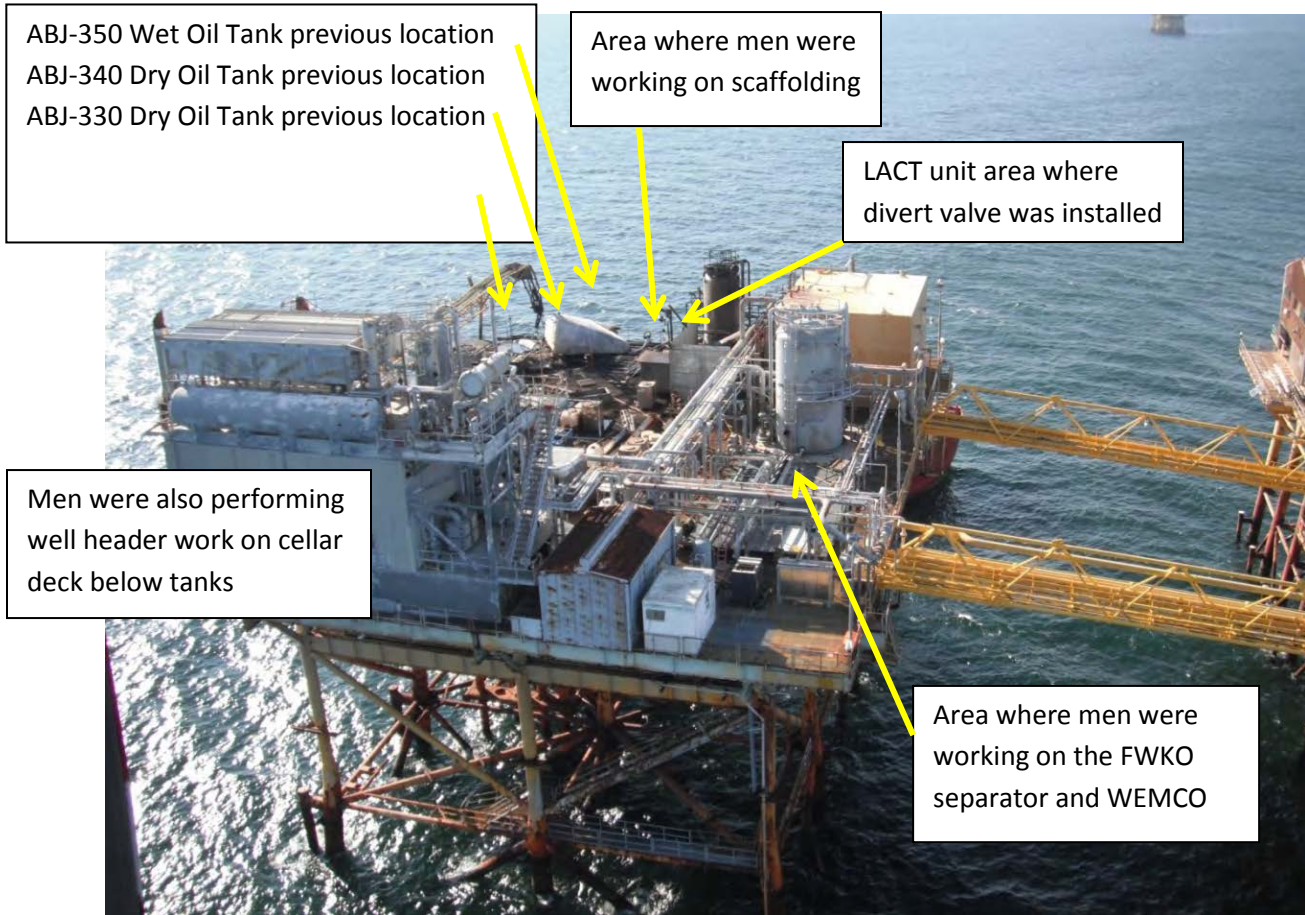 ABJ-350 Wet Oil Tank previous location
ABJ-340 Dry Oil Tank previous location
ABJ-330 Dry Oil Tank previous location
Area where men were
working on scaffolding
LACT unit area where
divert valve was installed
Men were also performing
well header work on cellar
deck below tanks
Area where men were
working on the FWKO
separator and WEMCO